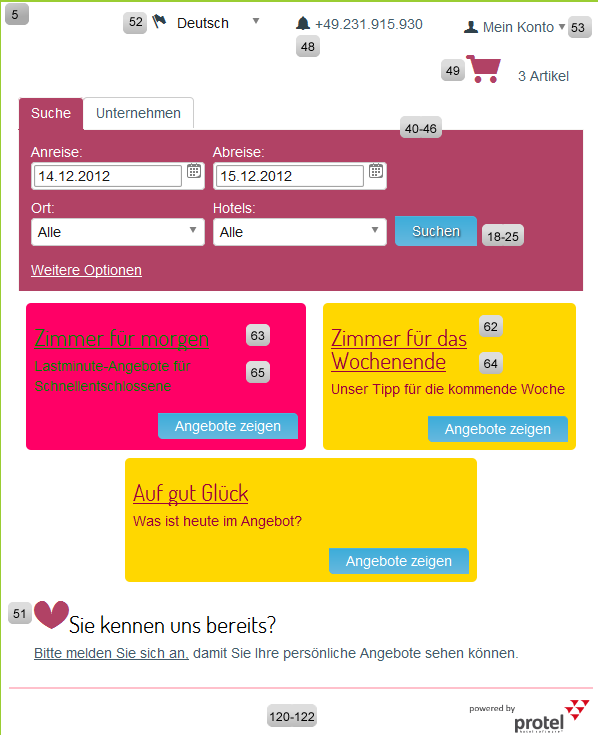 5
52 Deutsch
+49.231.915.930
48
Mein Konto 53
49 3 Artikel
Suche Unternehmen
40-46
Anreise: Abreise:
14.12.2012 15.12.2012
Ort: Hotels:
Alle Alle Suchen 18-25
Weitere Optionen
Zimmer für morgen 63
Lastminute-Angebote für
Schnellentschlossene
65
Angebote zeigen
Zimmer für das
Wochenende
62
64
Unser Tipp für die kommende Woche
Angebote zeigen
Auf gut Glück
Was ist heute im Angebot?
Angebote zeigen
51 Sie kennen uns bereits?
Bitte melden Sie sich an, damit Sie Ihre persönliche Angebote sehen können.
120-122
powered by
protel
hotel software